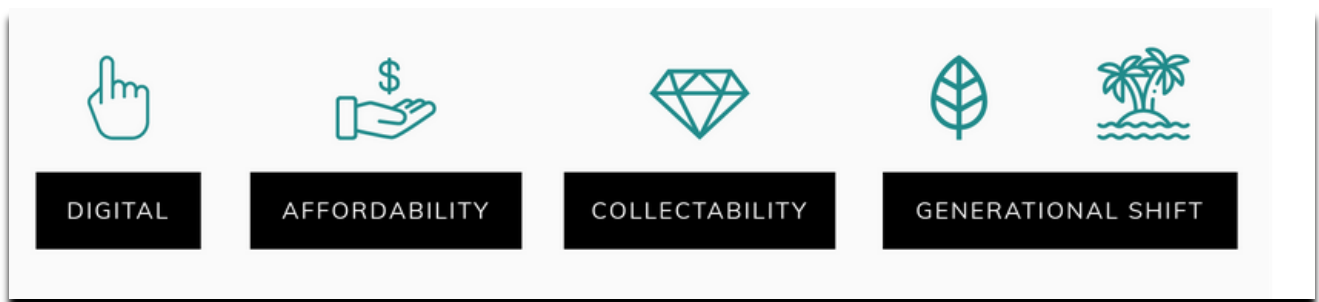 $
DIGITAL
AFFORDABILITY
COLLECTABILITY
GENERATIONAL SHIFT